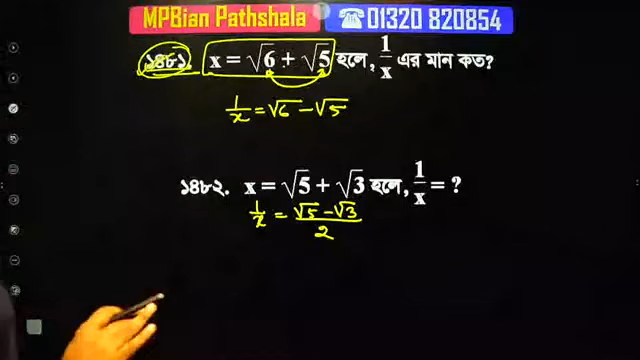 MPBian Pathshala ☎01320 820854
১৪৮১. x = √6 + √5 হলে, 1/x এর মান কত?
1/x = √6 − √5
১৪৮২. x = √5 + √3 হলে, 1/x = ?
1/x = (√5 − √3)/2